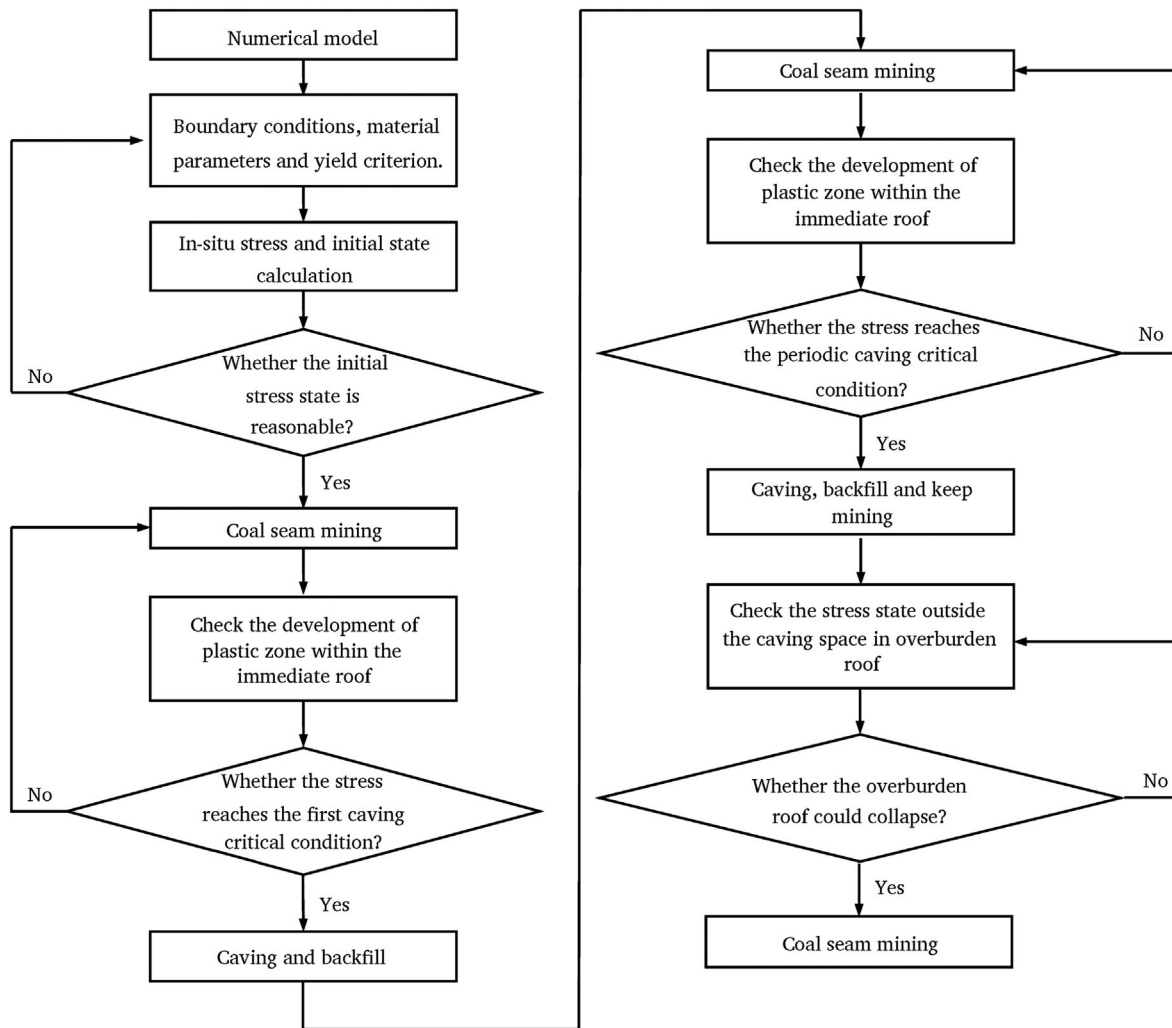 Numerical model
Boundary conditions, material
parameters and yield criterion.
In-situ stress and initial state
calculation
Whether the initial
stress state is
reasonable?
No
Yes
Coal seam mining
Check the development of
plastic zone within the
immediate roof
Whether the stress
reaches the first caving
critical condition?
No
Yes
Caving and backfill
Coal seam mining
Check the development of
plastic zone within the
immediate roof
Whether the stress reaches
the periodic caving critical
condition?
No
Yes
Caving, backfill and keep
mining
Check the stress state outside
the caving space in overburden
roof
Whether the overburden
roof could collapse?
No
Yes
Coal seam mining